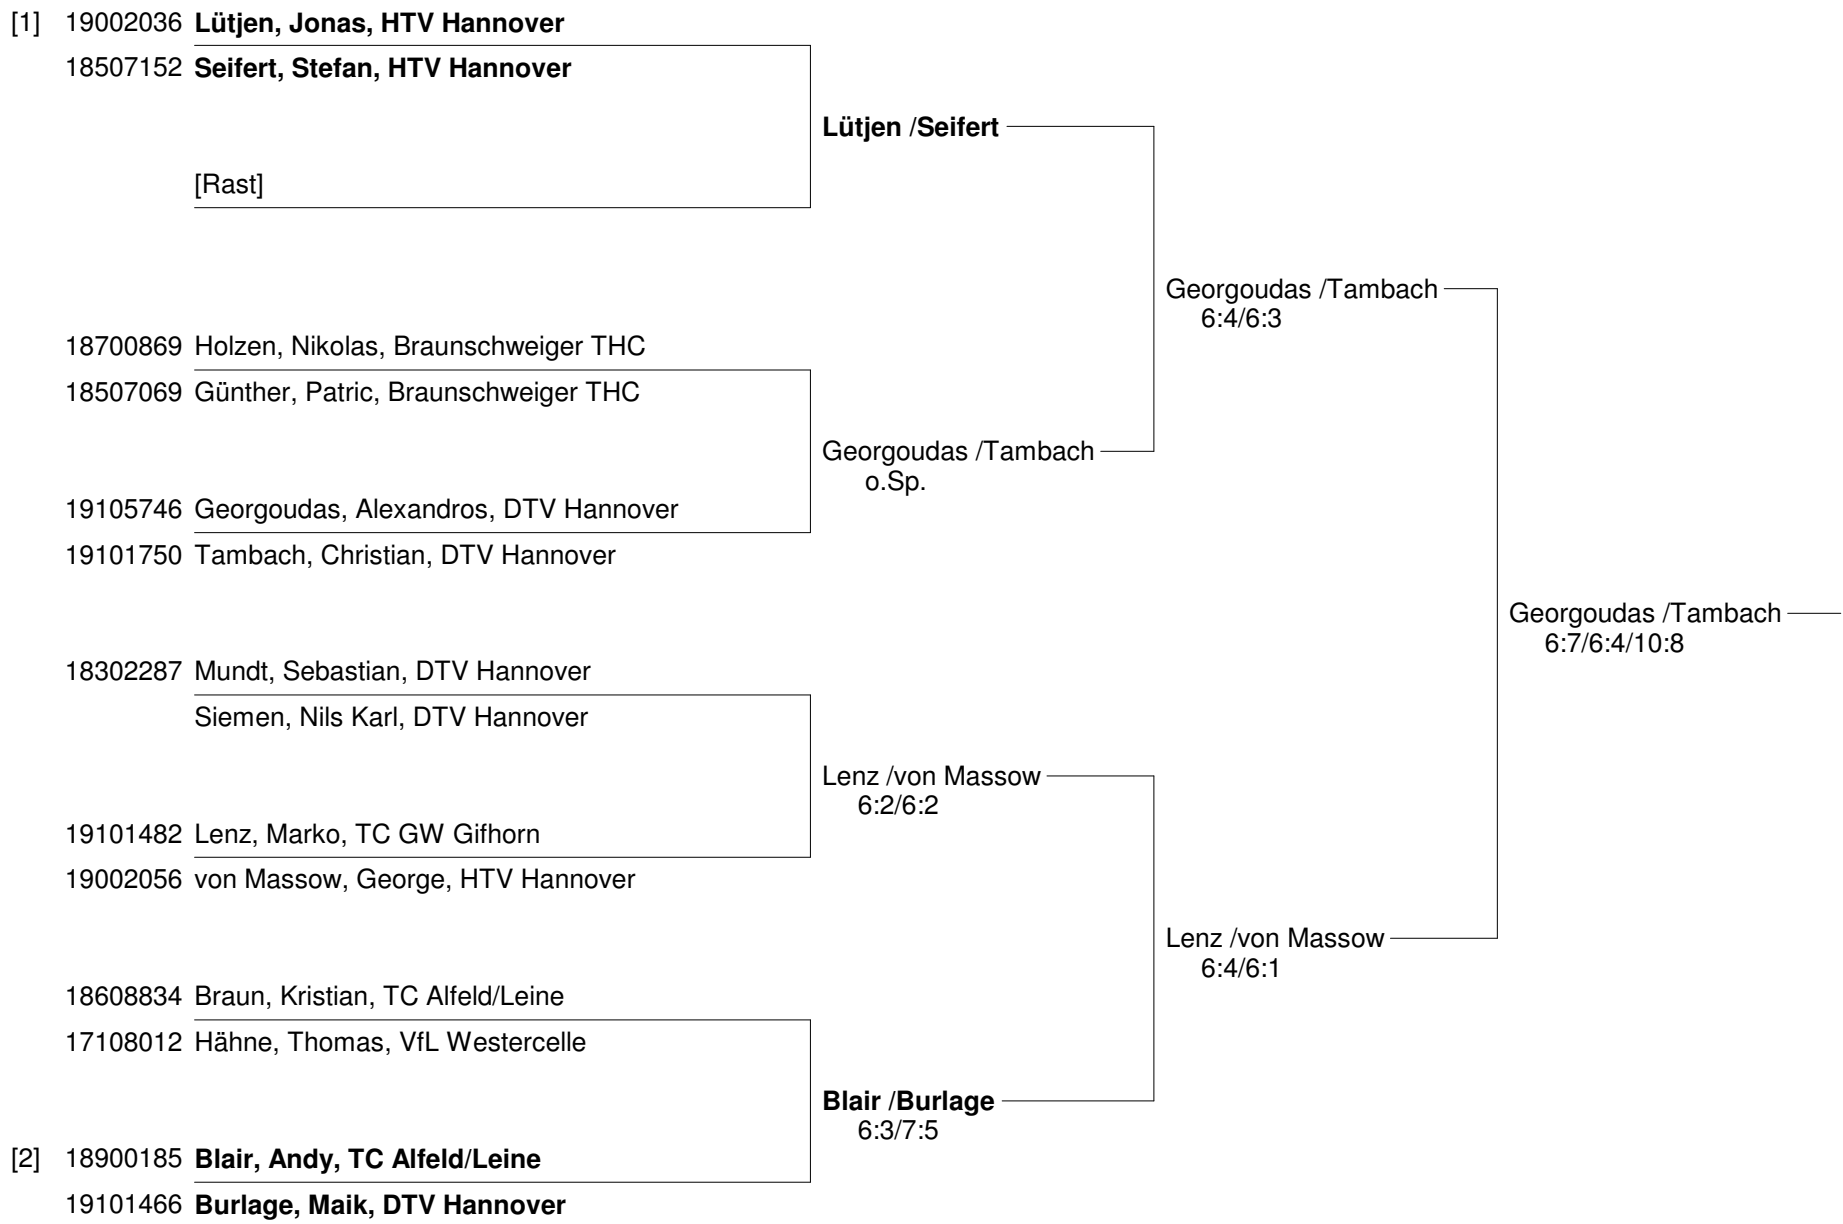 [1] 19002036 Lütjen, Jonas, HTV Hannover
18507152 Seifert, Stefan, HTV Hannover
Lütjen /Seifert
[Rast]
Georgoudas /Tambach
6:4/6:3
18700869 Holzen, Nikolas, Braunschweiger THC
18507069 Günther, Patric, Braunschweiger THC
Georgoudas /Tambach
o.Sp.
19105746 Georgoudas, Alexandros, DTV Hannover
19101750 Tambach, Christian, DTV Hannover
Georgoudas /Tambach
6:7/6:4/10:8
18302287 Mundt, Sebastian, DTV Hannover
Siemen, Nils Karl, DTV Hannover
Lenz /von Massow
6:2/6:2
19101482 Lenz, Marko, TC GW Gifhorn
19002056 von Massow, George, HTV Hannover
Lenz /von Massow
6:4/6:1
18608834 Braun, Kristian, TC Alfeld/Leine
17108012 Hähne, Thomas, VfL Westercelle
Blair /Burlage
6:3/7:5
[2] 18900185 Blair, Andy, TC Alfeld/Leine
19101466 Burlage, Maik, DTV Hannover